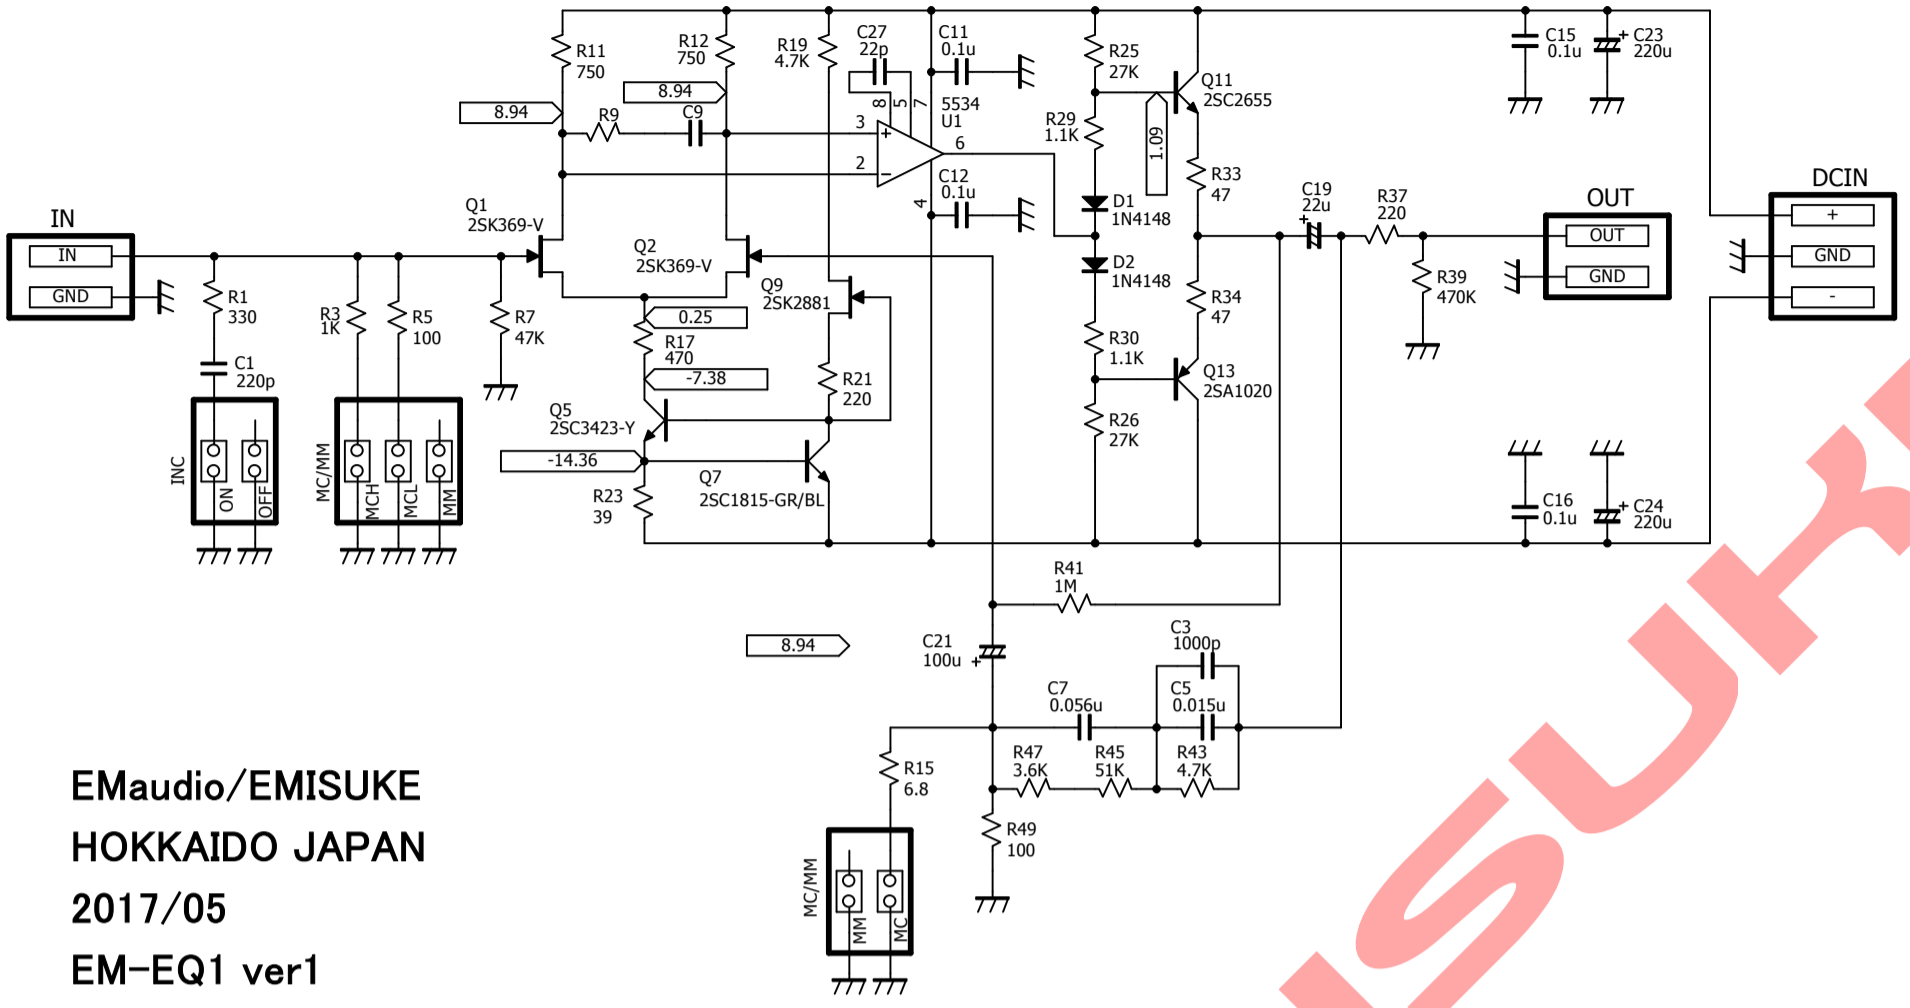 R11
750
R12
750
R19
4.7K
C27
22p
C11
0.1u
R25
27K
Q11
2SC2655
C15
0.1u
+
C23
220u
8.94
8.94
R9
C9
8
5
7
5534
U1
3
+
6
2
−
4
R29
1.1K
1.09
R33
47
C12
0.1u
D1
1N4148
C19
22u
+
R37
220
OUT
OUT
GND
DCIN
+
GND
-
IN
IN
GND
Q1
2SK369-V
Q2
2SK369-V
Q9
2SK2881
D2
1N4148
R34
47
R39
470K
R1
330
R3
1K
R5
100
R7
47K
0.25
R17
470
-7.38
R21
220
R30
1.1K
Q13
2SA1020
C1
220p
Q5
2SC3423-Y
R26
27K
INC
ON
OFF
MC/MM
MCH
MCL
MM
-14.36
R23
39
Q7
2SC1815-GR/BL
C16
0.1u
+
C24
220u
R41
1M
8.94
C21
100u
+
C3
1000p
C7
0.056u
C5
0.015u
R47
3.6K
R45
51K
R43
4.7K
R15
6.8
R49
100
MC/MM
MM
MC
EMaudio/EMISUKE
HOKKAIDO JAPAN
2017/05
EM-EQ1 ver1